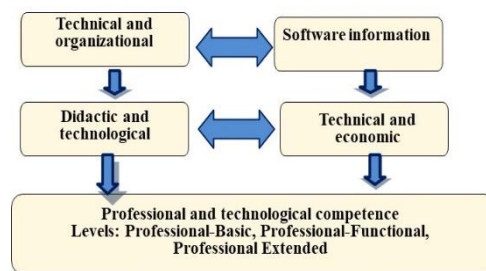 Technical and
organizational
Software information
Didactic and
technological
Technical and
economic
Professional and technological competence
Levels: Professional-Basic, Professional-Functional,
Professional Extended